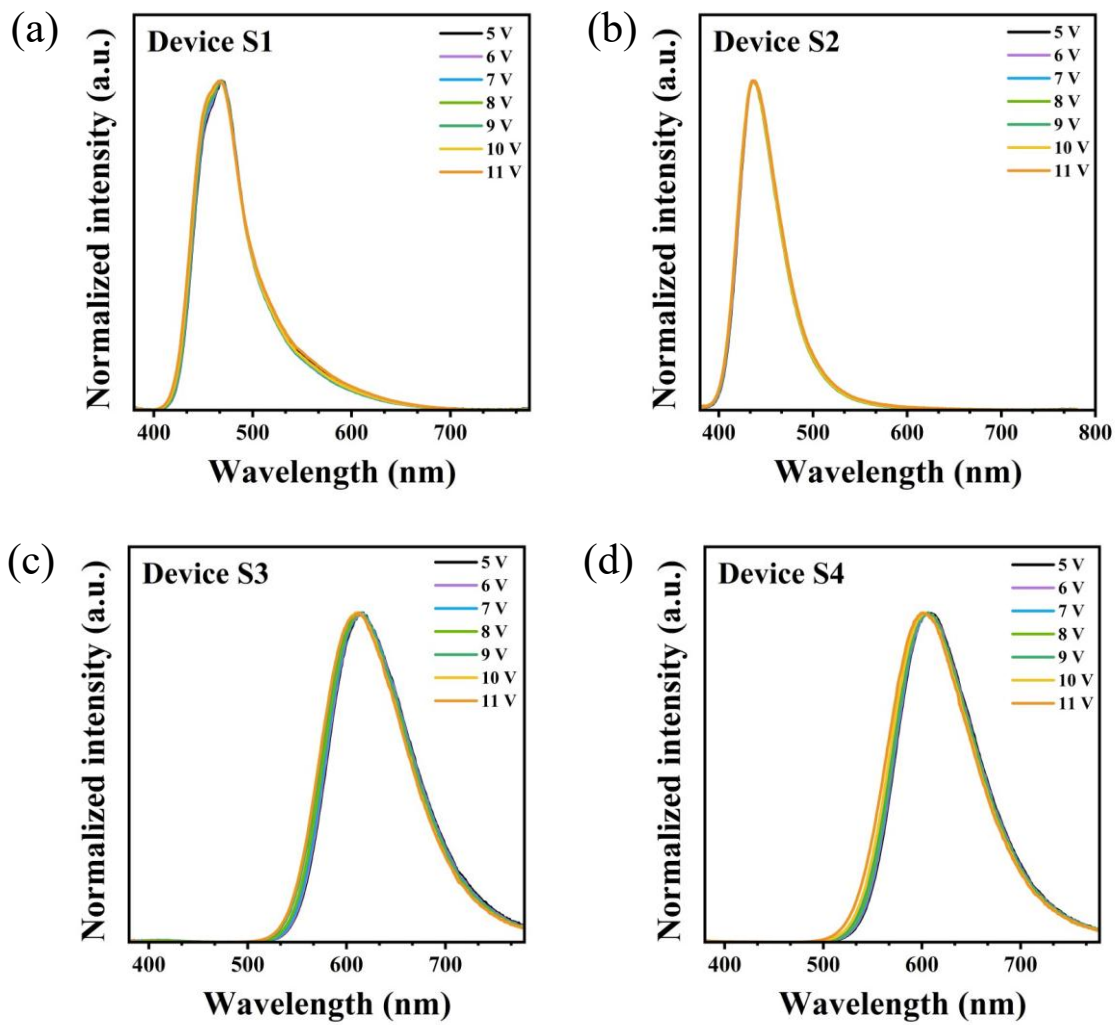 (a)
Device S1
5 V
6 V
7 V
8 V
9 V
10 V
11 V
Normalized intensity (a.u.)
400 500 600 700
Wavelength (nm)
(b)
Device S2
5 V
6 V
7 V
8 V
9 V
10 V
11 V
Normalized intensity (a.u.)
400 500 600 700 800
Wavelength (nm)
(c)
Device S3
5 V
6 V
7 V
8 V
9 V
10 V
11 V
Normalized intensity (a.u.)
400 500 600 700
Wavelength (nm)
(d)
Device S4
5 V
6 V
7 V
8 V
9 V
10 V
11 V
Normalized intensity (a.u.)
400 500 600 700
Wavelength (nm)